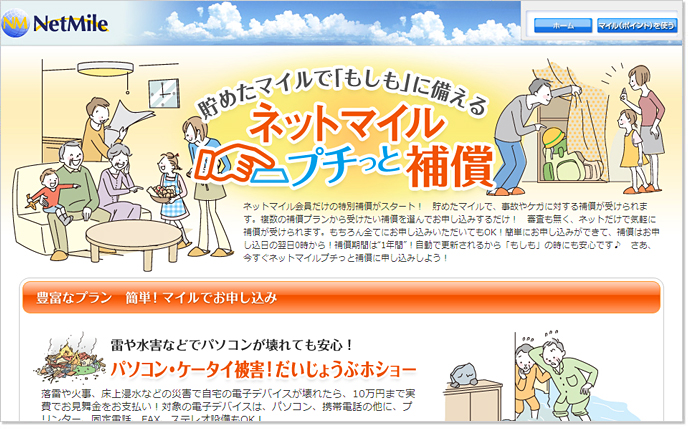 NM NetMile
ホーム
マイル(ポイント)を使う
貯めたマイルで「もしも」に備える
ネットマイル
プチっと補償
ネットマイル会員だけの特別補償がスタート！ 貯めたマイルで、事故やケガに対する補償が受けられま
す。複数の補償プランから受けたい補償を選んでお申し込みするだけ！ 審査も無く、ネットだけで気軽に
補償が受けられます。もちろん全てにお申し込みいただいてもOK！簡単にお申し込みができて、補償はお申
し込み日の翌日0時から！補償期間は“1年間”！自動で更新されるから「もしも」の時にも安心です♪ さあ、
今すぐネットマイルプチっと補償に申し込みしよう！
豊富なプラン 簡単！マイルでお申し込み
雷や水害などでパソコンが壊れても安心！
パソコン・ケータイ被害！だいじょうぶホショー
落雷や火事、床上浸水などの災害で自宅の電子デバイスが壊れたら、10万円まで実
費でお見舞金をお支払い！対象の電子デバイスは、パソコン、携帯電話の他に、プ
リンター、固定電話、FAX、ステレオ設備もOK！